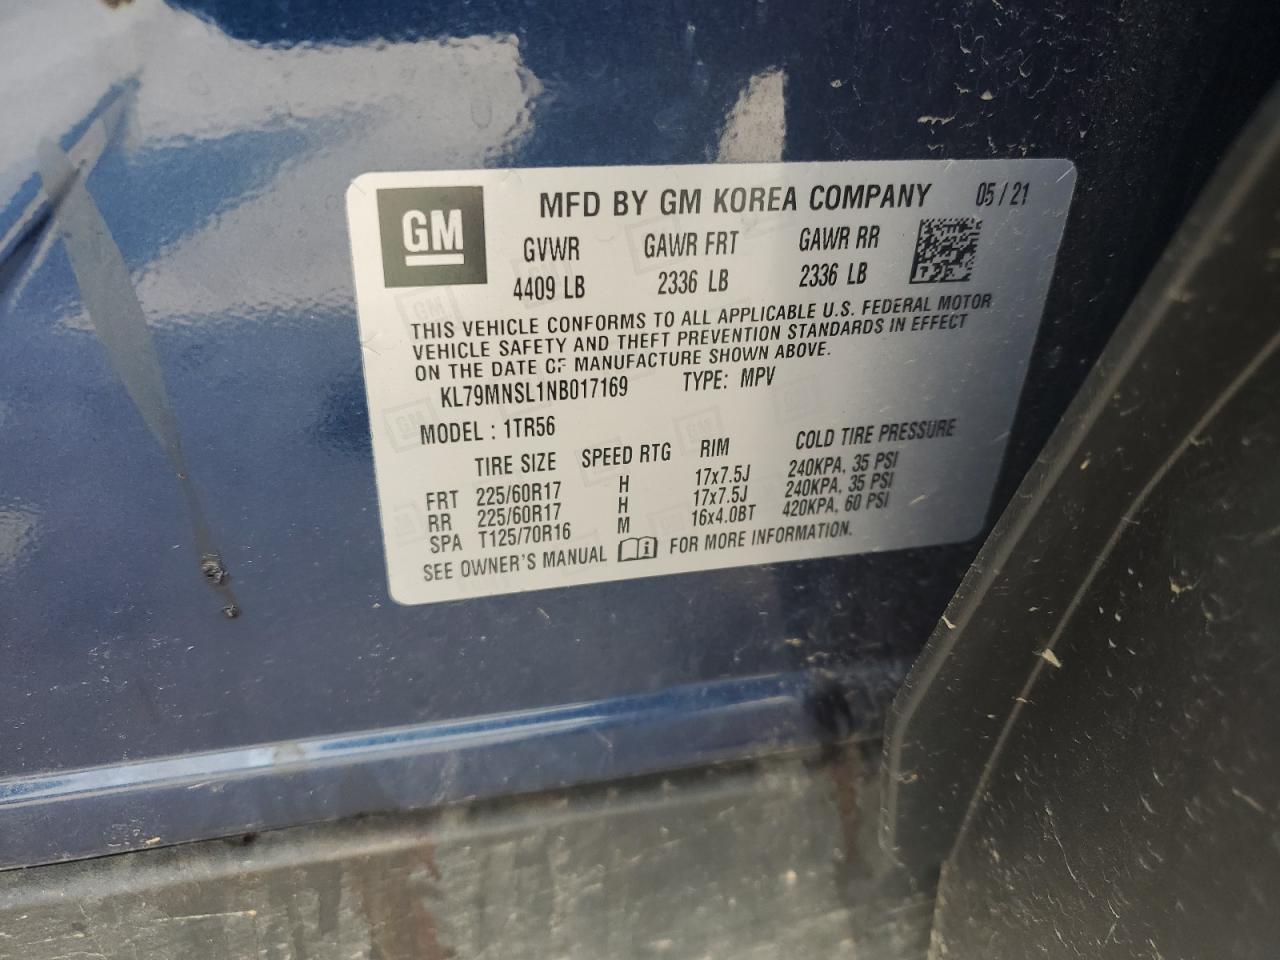 GM MFD BY GM KOREA COMPANY 05 / 21
GVWR GAWR FRT GAWR RR
4409 LB 2336 LB 2336 LB
THIS VEHICLE CONFORMS TO ALL APPLICABLE U.S. FEDERAL MOTOR
VEHICLE SAFETY AND THEFT PREVENTION STANDARDS IN EFFECT
ON THE DATE OF MANUFACTURE SHOWN ABOVE.
KL79MNSL1NB017169 TYPE: MPV
MODEL : 1TR56
TIRE SIZE SPEED RTG RIM COLD TIRE PRESSURE
FRT 225/60R17 H 17x7.5J 240KPA, 35 PSI
RR 225/60R17 H 17x7.5J 240KPA, 35 PSI
SPA T125/70R16 M 16x4.0BT 420KPA, 60 PSI
SEE OWNER'S MANUAL FOR MORE INFORMATION.